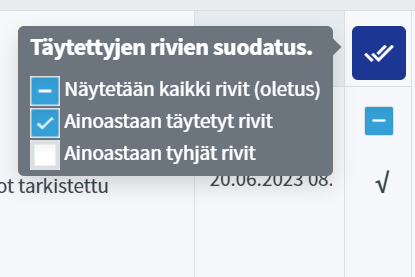 Täytettyjen rivien suodatus.
Näytetään kaikki rivit (oletus)
Ainoastaan täytetyt rivit
Ainoastaan tyhjät rivit
ot tarkistettu
20.06.2023 08.
√